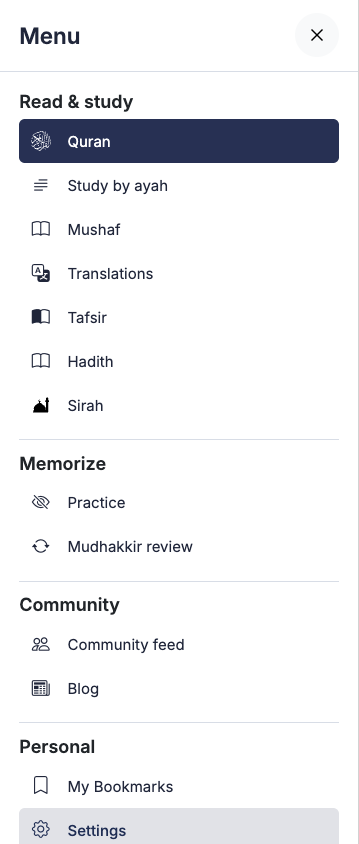 Menu
Read & study
Quran
Study by ayah
Mushaf
Translations
Tafsir
Hadith
Sirah
Memorize
Practice
Mudhakkir review
Community
Community feed
Blog
Personal
My Bookmarks
Settings